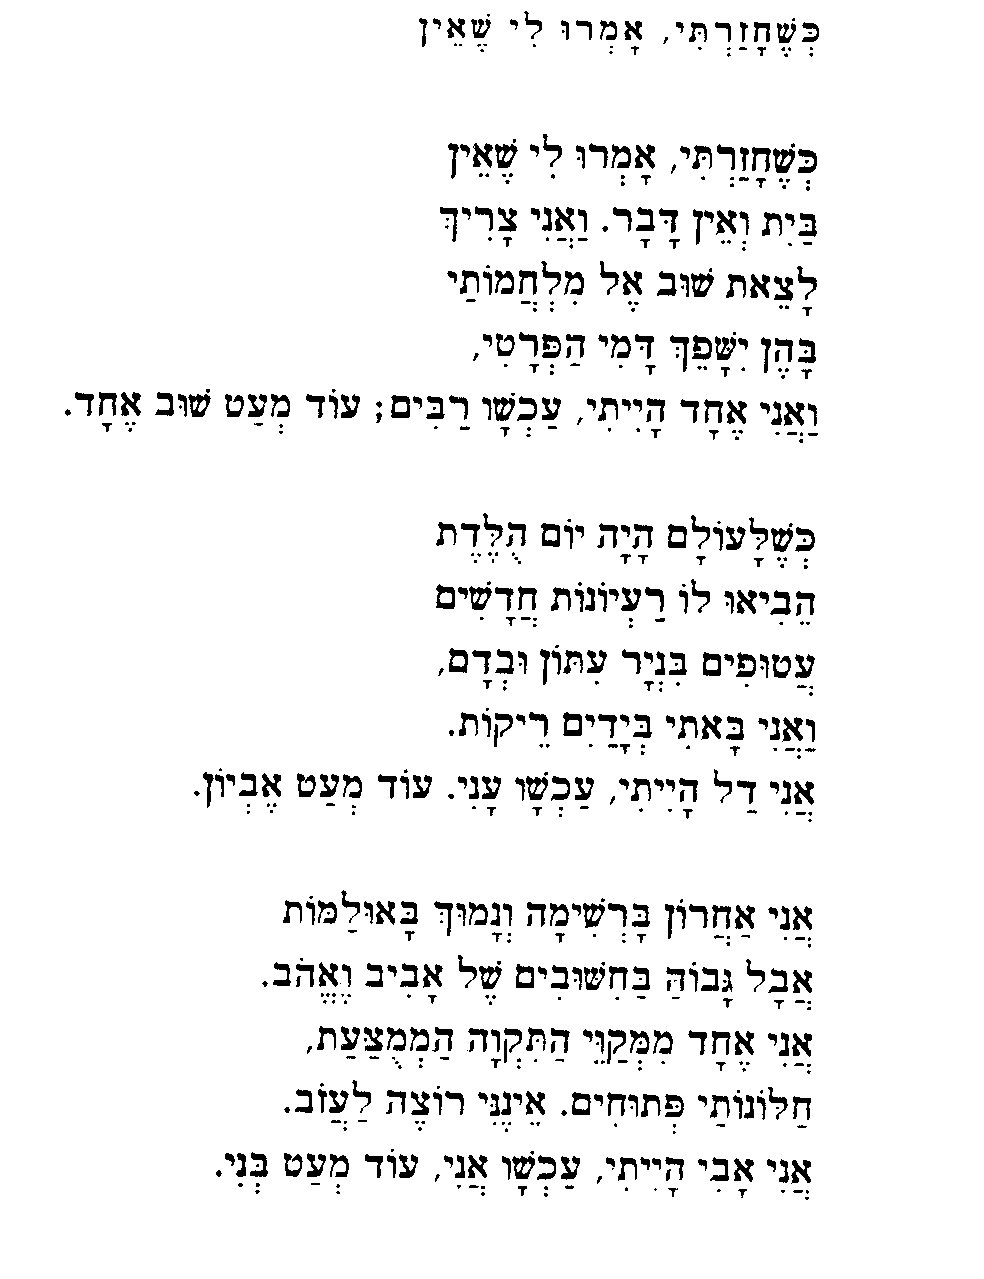 כְּשֶׁחָזַרְתִּי, אָמְרוּ לִי שֶׁאֵין
כְּשֶׁחָזַרְתִּי, אָמְרוּ לִי שֶׁאֵין
בַּיִת וְאֵין דָּבָר. וַאֲנִי צָרִיךְ
לָצֵאת שׁוּב אֶל מִלְחֲמוֹתַי
בָּהֶן יִשָּׁפֵךְ דָּמִי הַפְּרָטִי,
וַאֲנִי אֶחָד הָיִיתִי, עַכְשָׁו רַבִּים; עוֹד מְעַט שׁוּב אֶחָד.
כְּשֶׁלָּעוֹלָם הָיָה יוֹם הֻלֶּדֶת
הֵבִיאוּ לוֹ רַעְיוֹנוֹת חֲדָשִׁים
עֲטוּפִים בִּנְיָר עִתּוֹן וּבְדָם,
וַאֲנִי בָּאתִי בְּיָדַיִם רֵיקוֹת.
אֲנִי דַל הָיִיתִי, עַכְשָׁו עָנִי. עוֹד מְעַט אֶבְיוֹן.
אֲנִי אַחֲרוֹן בָּרְשִׁימָה וְנָמוּךְ בָּאוּלַמּוֹת
אֲבָל גָּבוֹהַּ בַּחִשּׁוּבִים שֶׁל אָבִיב וֶאֱהֹב.
אֲנִי אֶחָד מִמְּקַוֵּי הַתִּקְוָה הַמְמֻצַּעַת,
חַלּוֹנוֹתַי פְּתוּחִים. אֵינֶנִּי רוֹצֶה לַעֲזֹב.
אֲנִי אָבִי הָיִיתִי, עַכְשָׁו אֲנִי, עוֹד מְעַט בְּנִי.